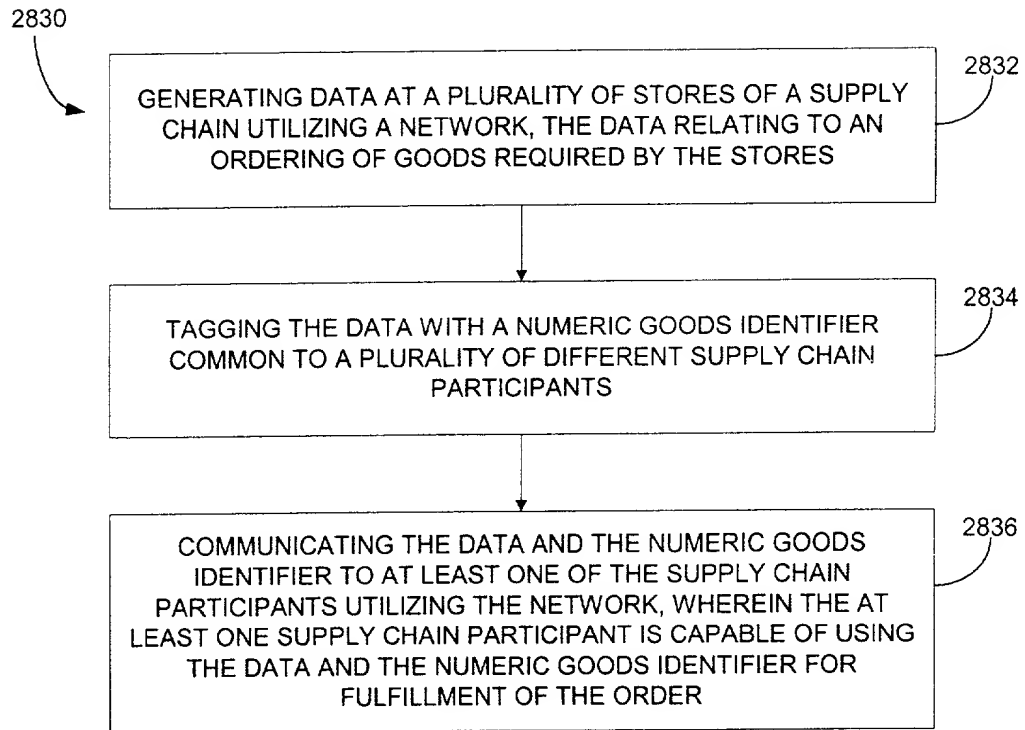 2830
2832
GENERATING DATA AT A PLURALITY OF STORES OF A SUPPLY
CHAIN UTILIZING A NETWORK, THE DATA RELATING TO AN
ORDERING OF GOODS REQUIRED BY THE STORES
2834
TAGGING THE DATA WITH A NUMERIC GOODS IDENTIFIER
COMMON TO A PLURALITY OF DIFFERENT SUPPLY CHAIN
PARTICIPANTS
2836
COMMUNICATING THE DATA AND THE NUMERIC GOODS
IDENTIFIER TO AT LEAST ONE OF THE SUPPLY CHAIN
PARTICIPANTS UTILIZING THE NETWORK, WHEREIN THE AT
LEAST ONE SUPPLY CHAIN PARTICIPANT IS CAPABLE OF USING
THE DATA AND THE NUMERIC GOODS IDENTIFIER FOR
FULFILLMENT OF THE ORDER